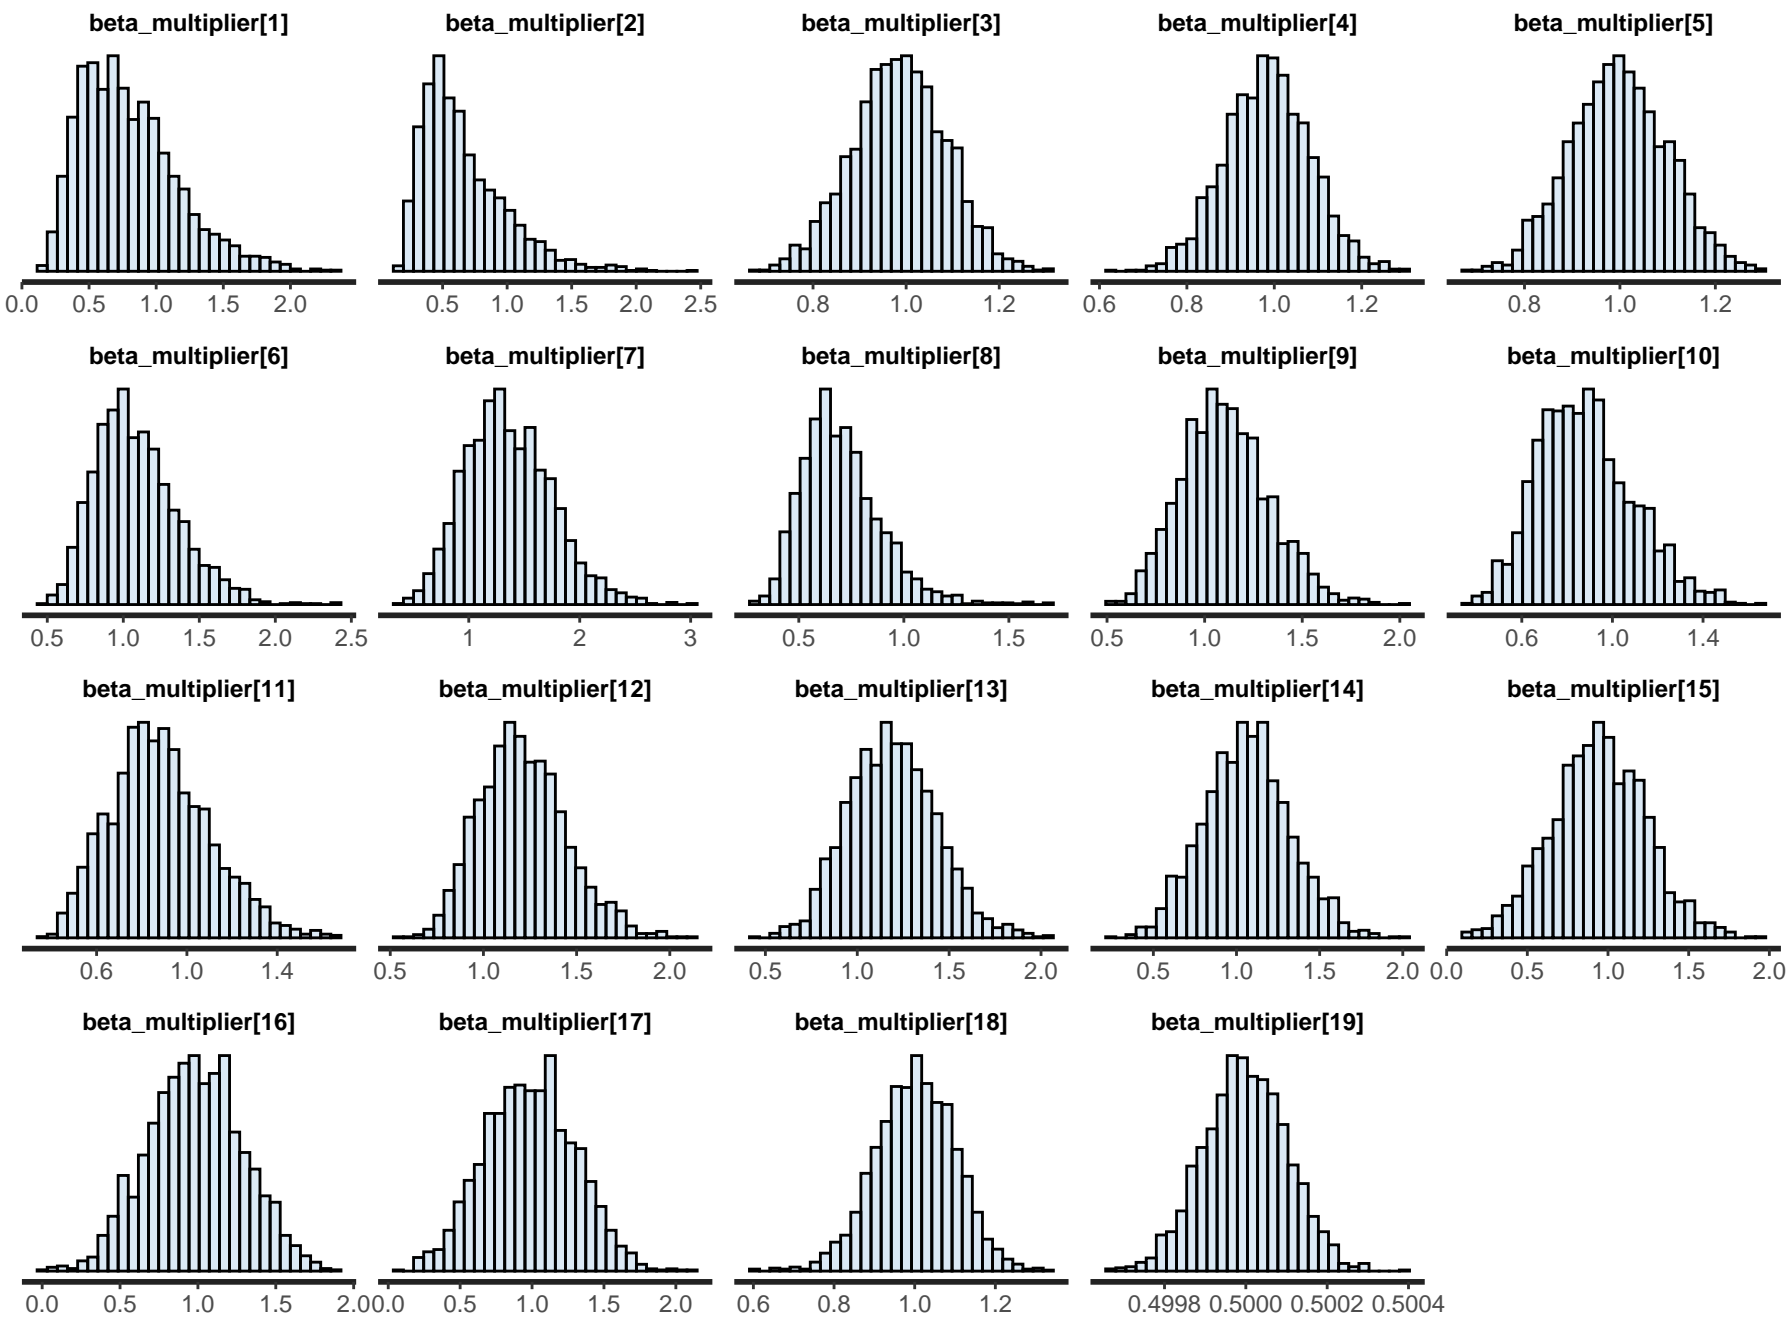 beta_multiplier[1] beta_multiplier[2] beta_multiplier[3] beta_multiplier[4] beta_multiplier[5]
0.0 0.5 1.0 1.5 2.0 0.5 1.0 1.5 2.0 2.5 0.8 1.0 1.2 0.6 0.8 1.0 1.2 0.8 1.0 1.2
beta_multiplier[6] beta_multiplier[7] beta_multiplier[8] beta_multiplier[9] beta_multiplier[10]
0.5 1.0 1.5 2.0 2.5 1 2 3 0.5 1.0 1.5 0.5 1.0 1.5 2.0 0.6 1.0 1.4
beta_multiplier[11] beta_multiplier[12] beta_multiplier[13] beta_multiplier[14] beta_multiplier[15]
0.6 1.0 1.4 0.5 1.0 1.5 2.0 0.5 1.0 1.5 2.0 0.5 1.0 1.5 2.0 0.0 0.5 1.0 1.5 2.0
beta_multiplier[16] beta_multiplier[17] beta_multiplier[18] beta_multiplier[19]
0.0 0.5 1.0 1.5 2.0 0.0 0.5 1.0 1.5 2.0 0.6 0.8 1.0 1.2 0.4998 0.5000 0.5002 0.5004